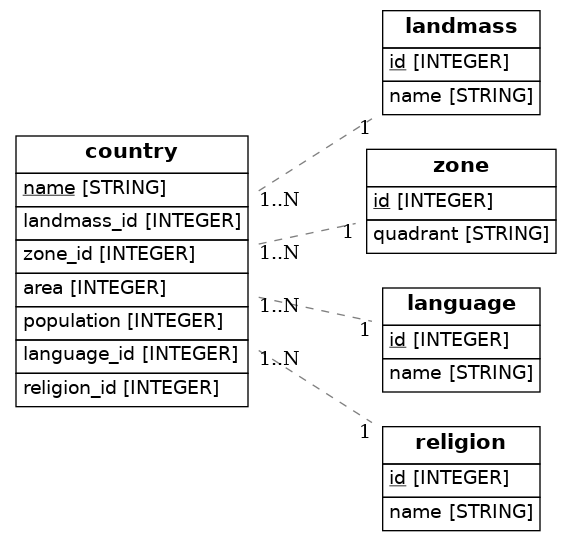 landmass
id [INTEGER]
name [STRING]
1
country
name [STRING]
landmass_id [INTEGER]
zone_id [INTEGER]
area [INTEGER]
population [INTEGER]
language_id [INTEGER]
religion_id [INTEGER]
1..N
1..N
1..N
1..N
zone
id [INTEGER]
quadrant [STRING]
1
language
id [INTEGER]
name [STRING]
1
religion
id [INTEGER]
name [STRING]
1